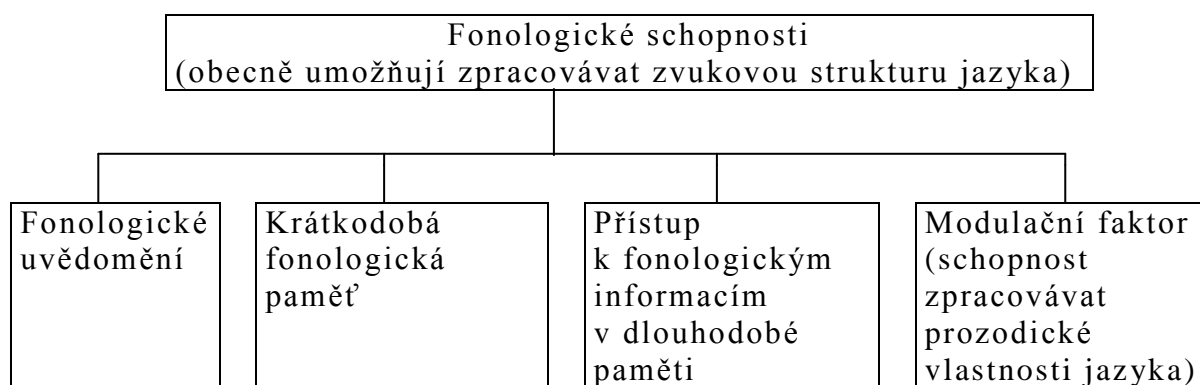 Fonologické schopnosti
(obecně umožňují zpracovávat zvukovou strukturu jazyka)
Fonologické
uvědomění
Krátkodobá
fonologická
paměť
Přístup
k fonologickým
informacím
v dlouhodobé
paměti
Modulační faktor
(schopnost
zpracovávat
prozodické
vlastnosti jazyka)